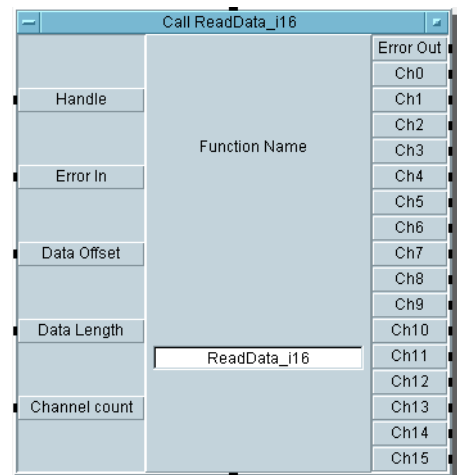 Call ReadData_i16
Error Out
Ch0
Handle
Ch1
Ch2
Function Name
Ch3
Error In
Ch4
Ch5
Ch6
Data Offset
Ch7
Ch8
Ch9
Data Length
Ch10
ReadData_i16
Ch11
Ch12
Channel count
Ch13
Ch14
Ch15